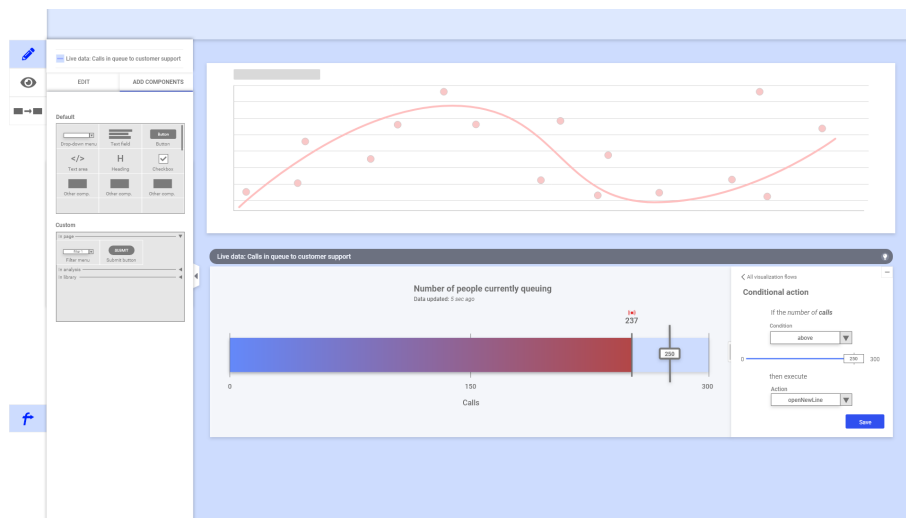 Live data: Calls in queue to customer support
EDIT
ADD COMPONENTS
Default
Drop-down menu
Text field
Button
Button
</>
Text area
H
Heading
Checkbox
Other comp.
Other comp.
Other comp.
Custom
In page
Filter menu
SUBMIT
Submit button
In analysis
In library
Live data: Calls in queue to customer support
Number of people currently queuing
Data updated: 5 sec ago
237
250
0
150
300
Calls
All visualization flows
Conditional action
If the number of calls
Condition
above
0
250
300
then execute
Action
openNewLine
Save